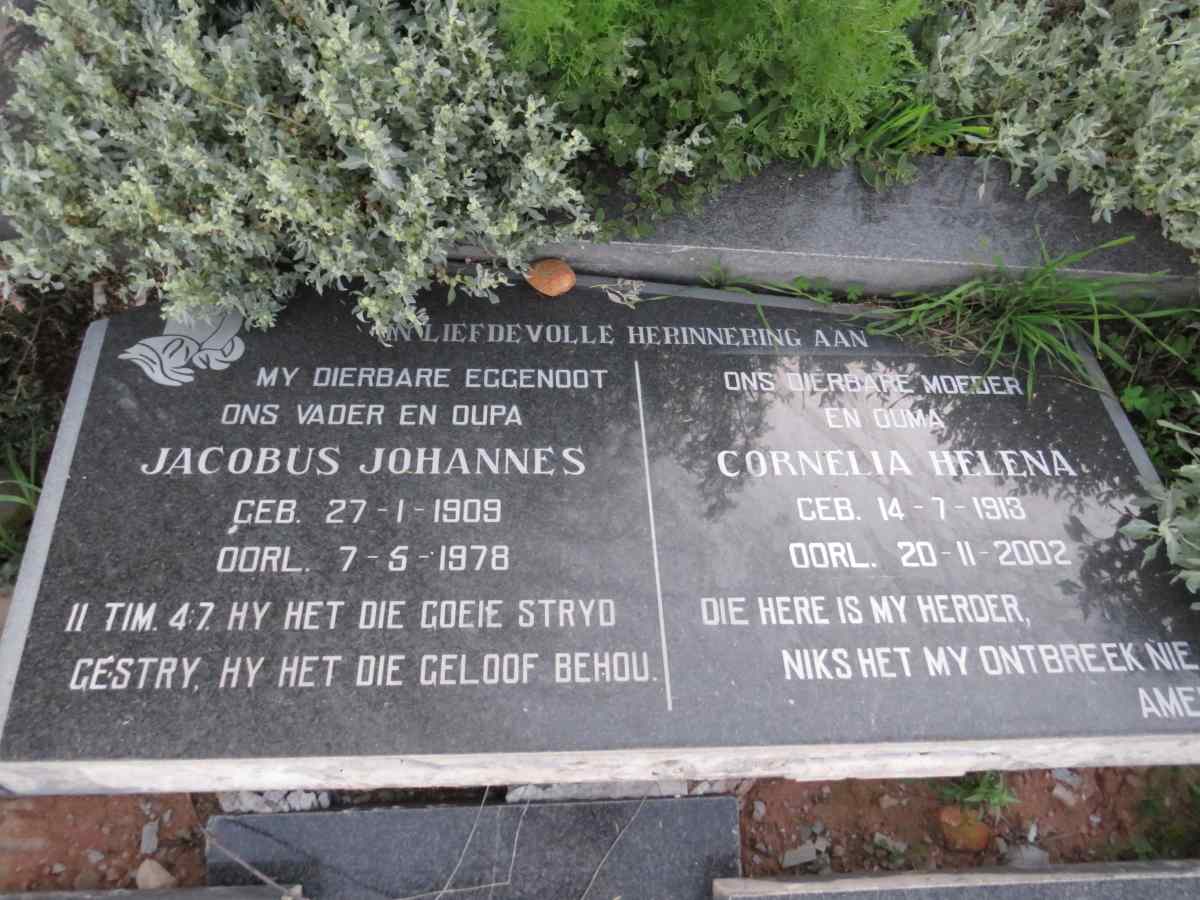 IN LIEFDEVOLLE HERINNERING AAN
MY DIERBARE EGGENOOT
ONS VADER EN OUPA
JACOBUS JOHANNES
GEB. 27-1-1909
OORL. 7-5-1978
II TIM. 4:7. HY HET DIE GOEIE STRYD
GESTRY, HY HET DIE GELOOF BEHOU.
ONS DIERBARE MOEDER
EN OUMA
CORNELIA HELENA
GEB. 14-7-1913
OORL. 20-11-2002
DIE HERE IS MY HERDER,
NIKS HET MY ONTBREEK NIE
AME